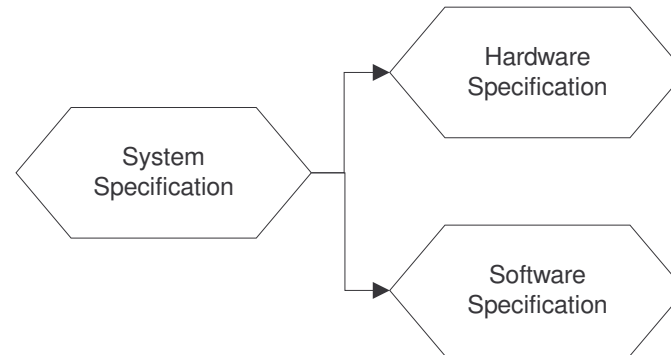 Hardware
Specification
System
Specification
Software
Specification